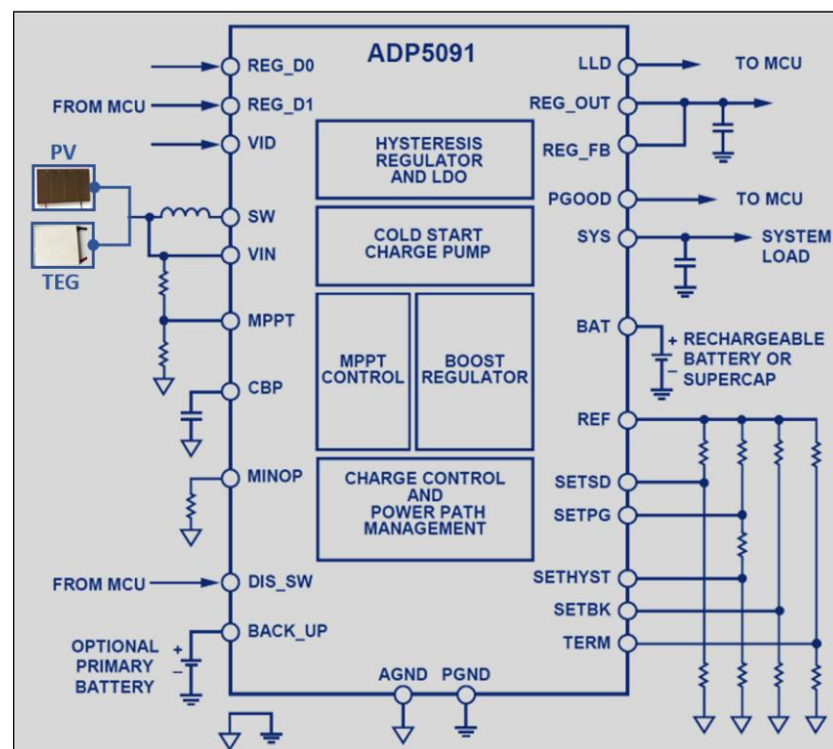 ADP5091
REG_D0
FROM MCU
REG_D1
VID
PV
TEG
SW
VIN
MPPT
CBP
MINOP
FROM MCU
DIS_SW
BACK_UP
OPTIONAL
PRIMARY
BATTERY
+
–
HYSTERESIS
REGULATOR
AND LDO
COLD START
CHARGE PUMP
MPPT
CONTROL
BOOST
REGULATOR
CHARGE CONTROL
AND
POWER PATH
MANAGEMENT
AGND
PGND
LLD
TO MCU
REG_OUT
REG_FB
PGOOD
TO MCU
SYS
SYSTEM
LOAD
BAT
+
–
RECHARGEABLE
BATTERY OR
SUPERCAP
REF
SETSD
SETPG
SETHYST
SETBK
TERM